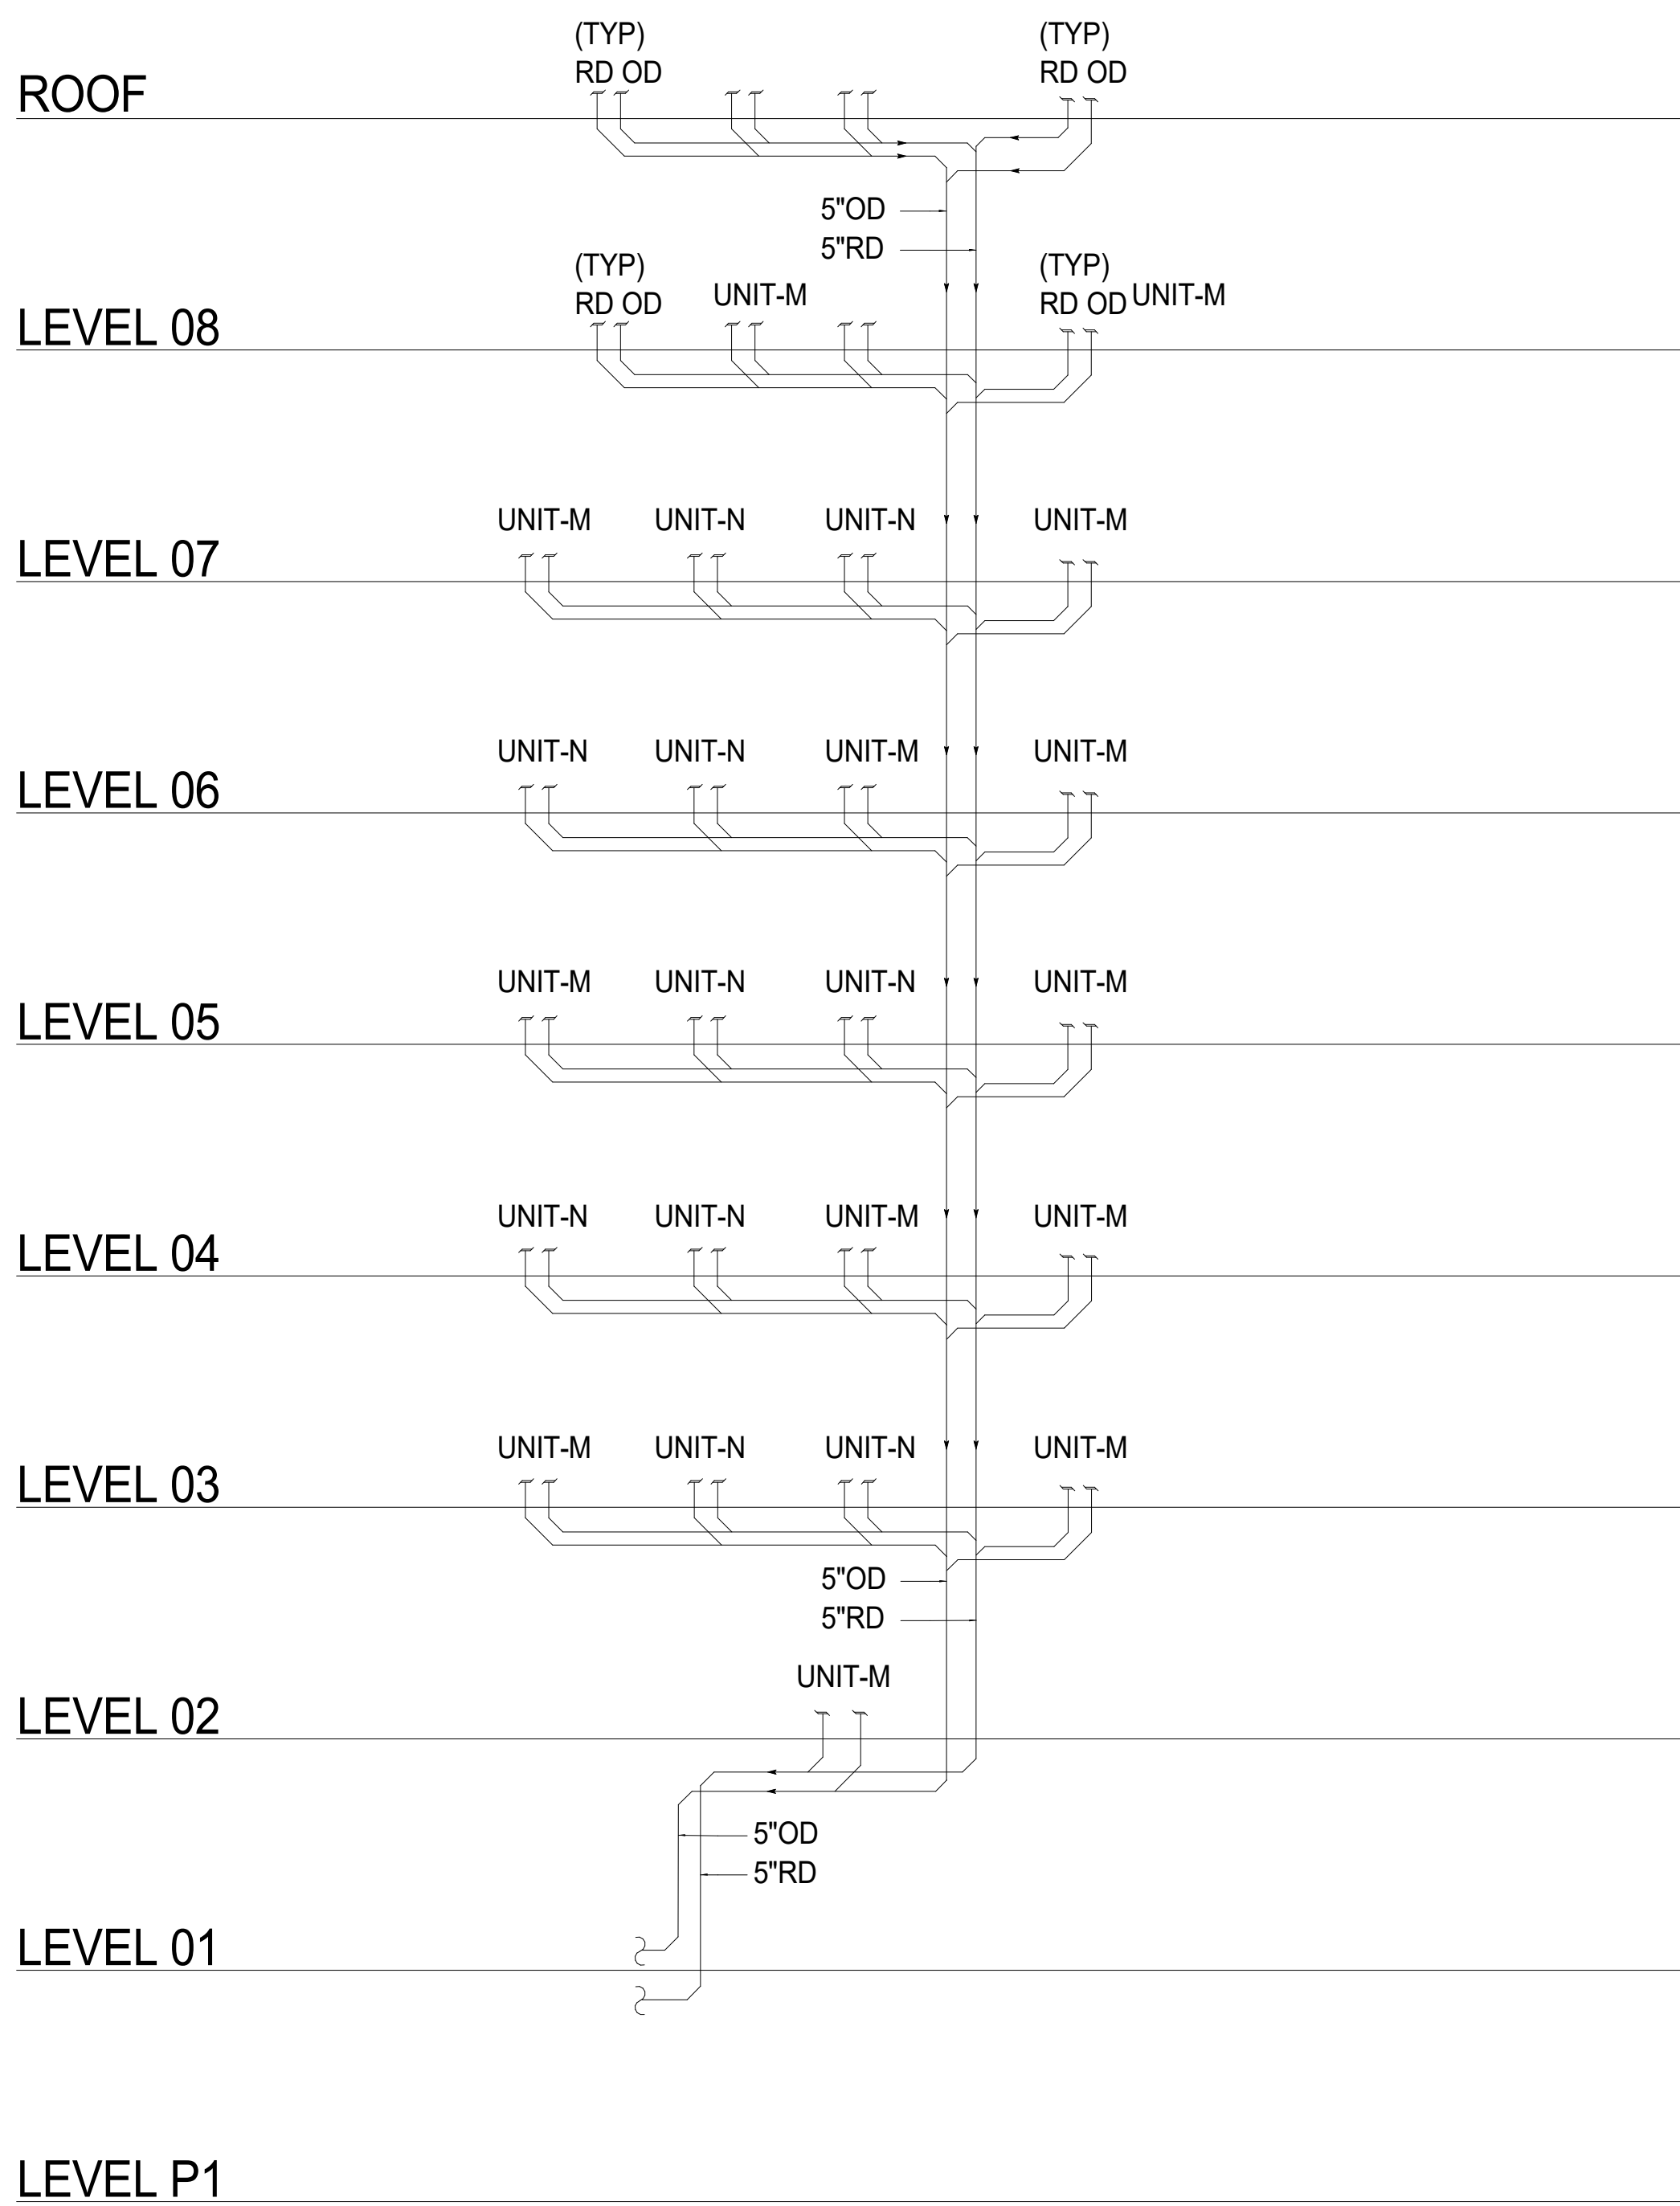 (TYP) (TYP)
RD OD RD OD
ROOF
5"OD
5"RD
(TYP) (TYP)
UNIT-M UNIT-M
RD OD RD OD
LEVEL 08
UNIT-M UNIT-N UNIT-N UNIT-M
LEVEL 07
UNIT-N UNIT-N UNIT-M UNIT-M
LEVEL 06
UNIT-M UNIT-N UNIT-N UNIT-M
LEVEL 05
UNIT-N UNIT-N UNIT-M UNIT-M
LEVEL 04
UNIT-M UNIT-N UNIT-N UNIT-M
LEVEL 03
5"OD
5"RD
UNIT-M
LEVEL 02
5"OD
5"RD
LEVEL 01
LEVEL P1